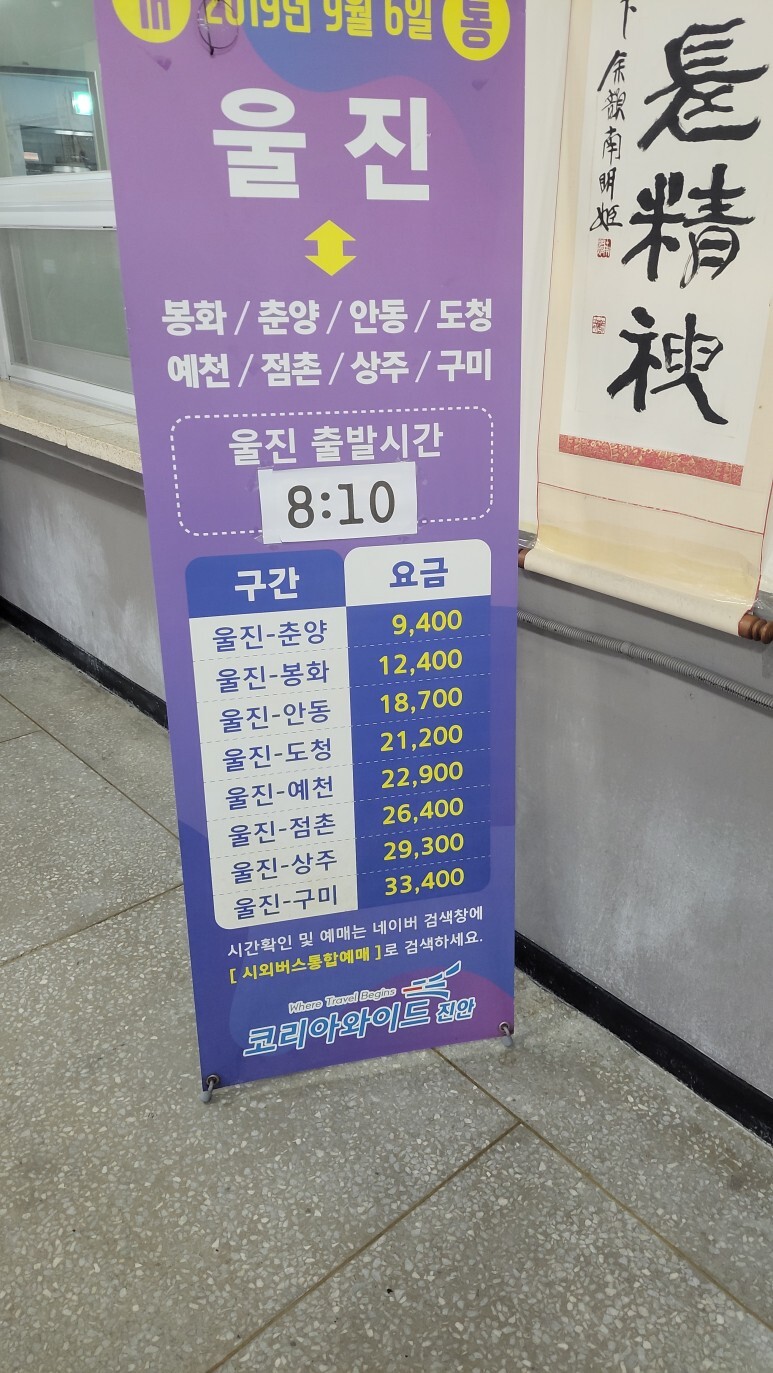 2019년 9월 6일
통
울진
봉화 / 춘양 / 안동 / 도청
예천 / 점촌 / 상주 / 구미
울진 출발시간
8:10
구간 요금
울진-춘양 9,400
울진-봉화 12,400
울진-안동 18,700
울진-도청 21,200
울진-예천 22,900
울진-점촌 26,400
울진-상주 29,300
울진-구미 33,400
시간확인 및 예매는 네이버 검색창에
[ 시외버스통합예매 ]로 검색하세요.
Where Travel Begins
코리아와이드 진안
精
南明姬